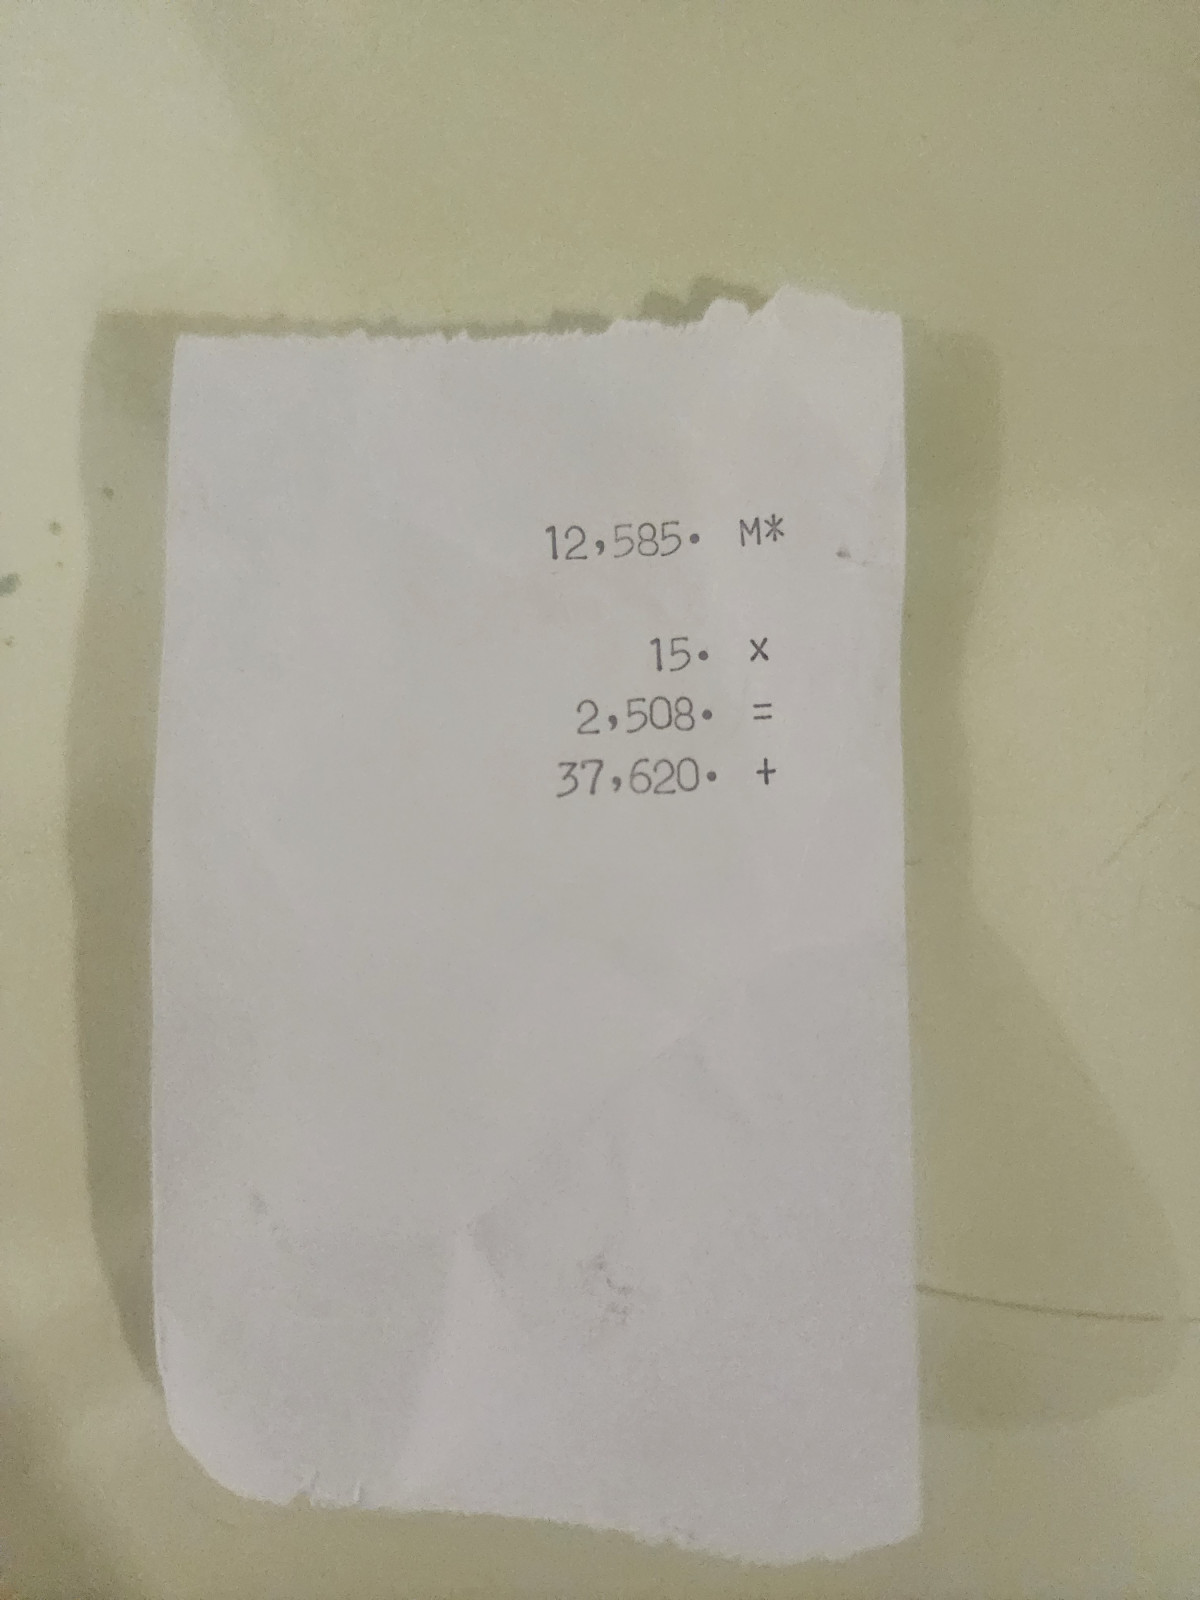 12,585. M*
15. x
2,508. =
37,620. +